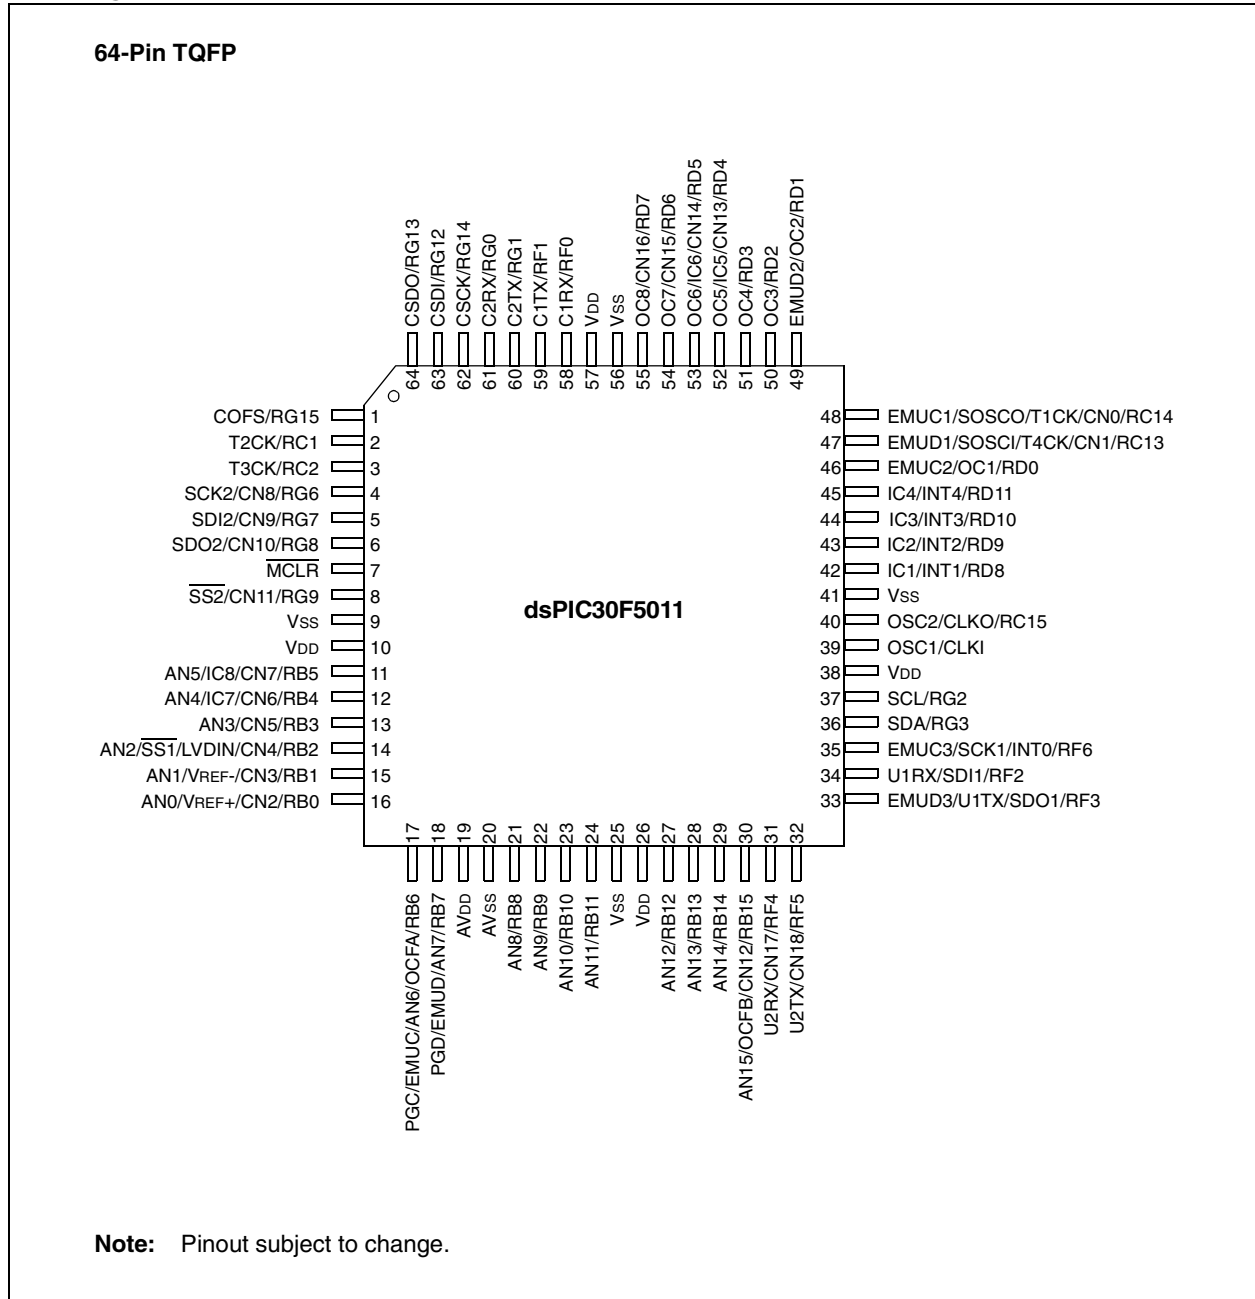 64-Pin TQFP
CSDO/RG13
CSDI/RG12
CSCK/RG14
C2RX/RG0
C2TX/RG1
C1TX/RF1
C1RX/RF0
VDD
VSS
OC8/CN16/RD7
OC7/CN15/RD6
OC6/IC6/CN14/RD5
OC5/IC5/CN13/RD4
OC4/RD3
OC3/RD2
EMUD2/OC2/RD1
64
63
62
61
60
59
58
57
56
55
54
53
52
51
50
49
COFS/RG15 1
T2CK/RC1 2
T3CK/RC2 3
SCK2/CN8/RG6 4
SDI2/CN9/RG7 5
SDO2/CN10/RG8 6
MCLR 7
SS2/CN11/RG9 8
VSS 9
VDD 10
AN5/IC8/CN7/RB5 11
AN4/IC7/CN6/RB4 12
AN3/CN5/RB3 13
AN2/SS1/LVDIN/CN4/RB2 14
AN1/VREF-/CN3/RB1 15
AN0/VREF+/CN2/RB0 16
dsPIC30F5011
48 EMUC1/SOSCO/T1CK/CN0/RC14
47 EMUD1/SOSCI/T4CK/CN1/RC13
46 EMUC2/OC1/RD0
45 IC4/INT4/RD11
44 IC3/INT3/RD10
43 IC2/INT2/RD9
42 IC1/INT1/RD8
41 VSS
40 OSC2/CLKO/RC15
39 OSC1/CLKI
38 VDD
37 SCL/RG2
36 SDA/RG3
35 EMUC3/SCK1/INT0/RF6
34 U1RX/SDI1/RF2
33 EMUD3/U1TX/SDO1/RF3
17
18
19
20
21
22
23
24
25
26
27
28
29
30
31
32
PGC/EMUC/AN6/OCFA/RB6
PGD/EMUD/AN7/RB7
AVDD
AVSS
AN8/RB8
AN9/RB9
AN10/RB10
AN11/RB11
VSS
VDD
AN12/RB12
AN13/RB13
AN14/RB14
AN15/OCFB/CN12/RB15
U2RX/CN17/RF4
U2TX/CN18/RF5
Note: Pinout subject to change.